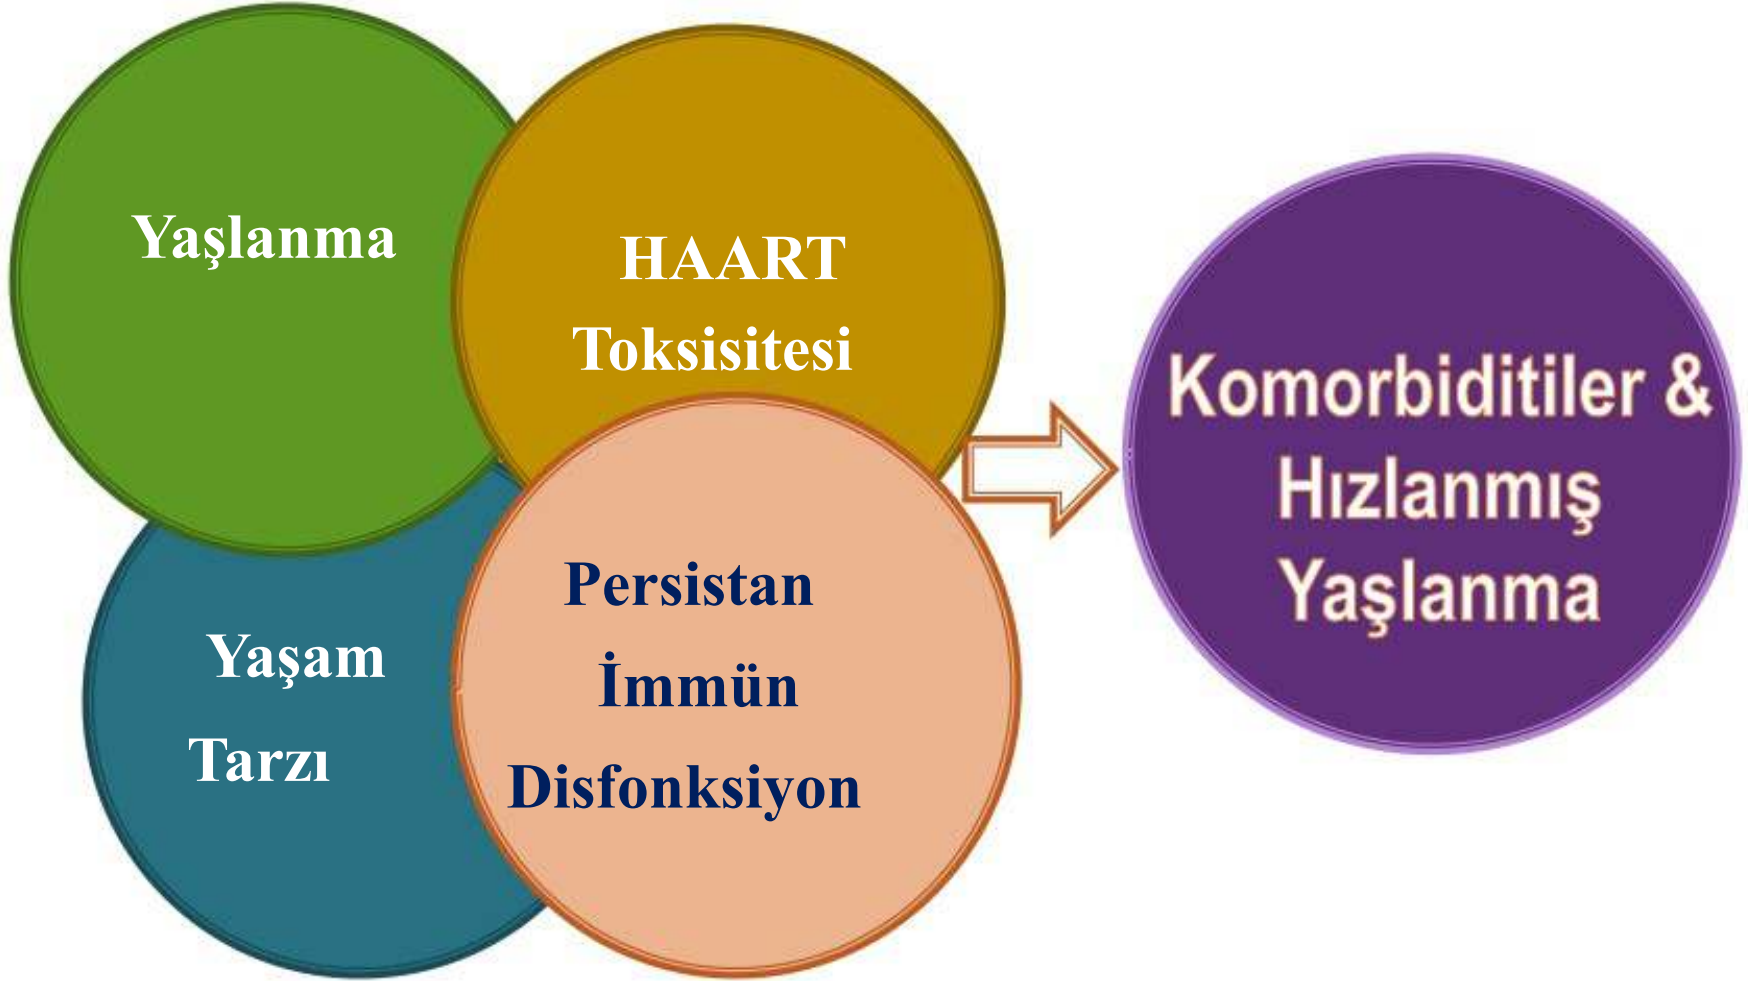 Yaşlanma
HAART
Toksisitesi
Yaşam
Tarzı
Persistan
İmmün
Disfonksiyon
Komorbiditiler &
Hızlanmış
Yaşlanma